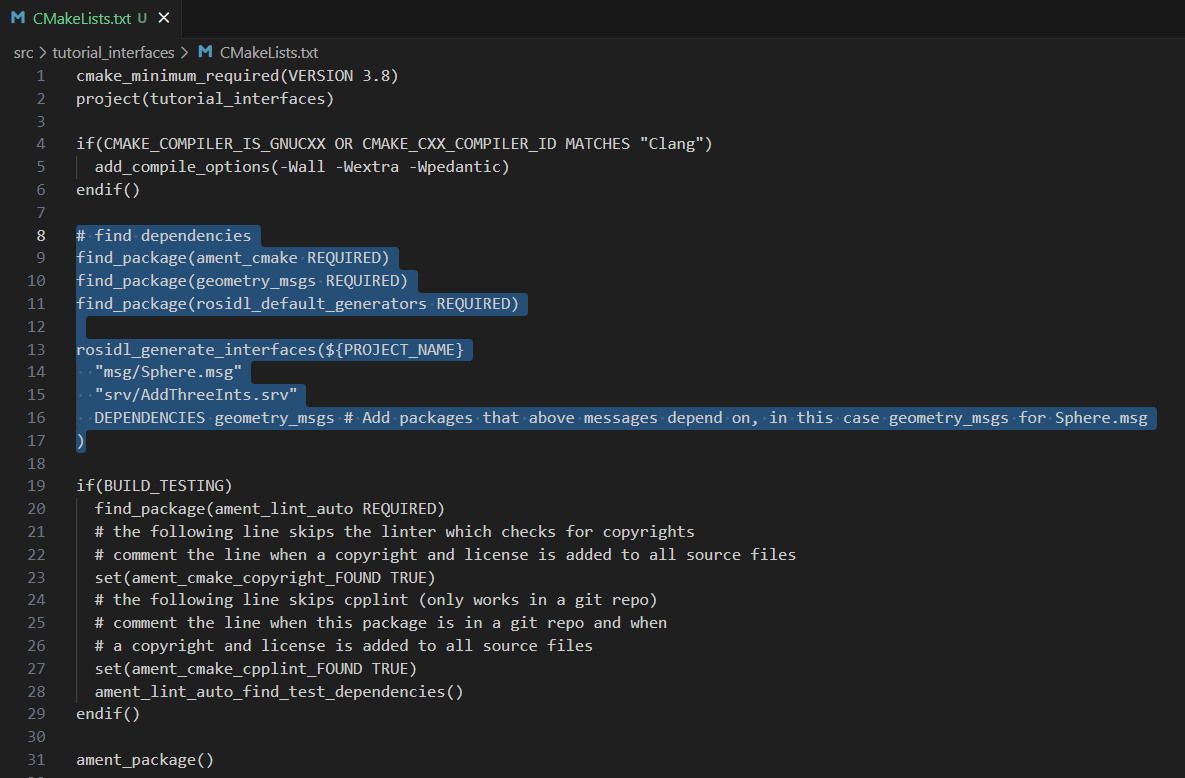 CMakeLists.txt U ×
src > tutorial_interfaces > CMakeLists.txt
1 cmake_minimum_required(VERSION 3.8)
2 project(tutorial_interfaces)
3
4 if(CMAKE_COMPILER_IS_GNUCXX OR CMAKE_CXX_COMPILER_ID MATCHES "Clang")
5   add_compile_options(-Wall -Wextra -Wpedantic)
6 endif()
7
8 # find dependencies
9 find_package(ament_cmake REQUIRED)
10 find_package(geometry_msgs REQUIRED)
11 find_package(rosidl_default_generators REQUIRED)
12
13 rosidl_generate_interfaces(${PROJECT_NAME}
14   "msg/Sphere.msg"
15   "srv/AddThreeInts.srv"
16   DEPENDENCIES geometry_msgs # Add packages that above messages depend on, in this case geometry_msgs for Sphere.msg
17 )
18
19 if(BUILD_TESTING)
20   find_package(ament_lint_auto REQUIRED)
21   # the following line skips the linter which checks for copyrights
22   # comment the line when a copyright and license is added to all source files
23   set(ament_cmake_copyright_FOUND TRUE)
24   # the following line skips cpplint (only works in a git repo)
25   # comment the line when this package is in a git repo and when
26   # a copyright and license is added to all source files
27   set(ament_cmake_cpplint_FOUND TRUE)
28   ament_lint_auto_find_test_dependencies()
29 endif()
30
31 ament_package()